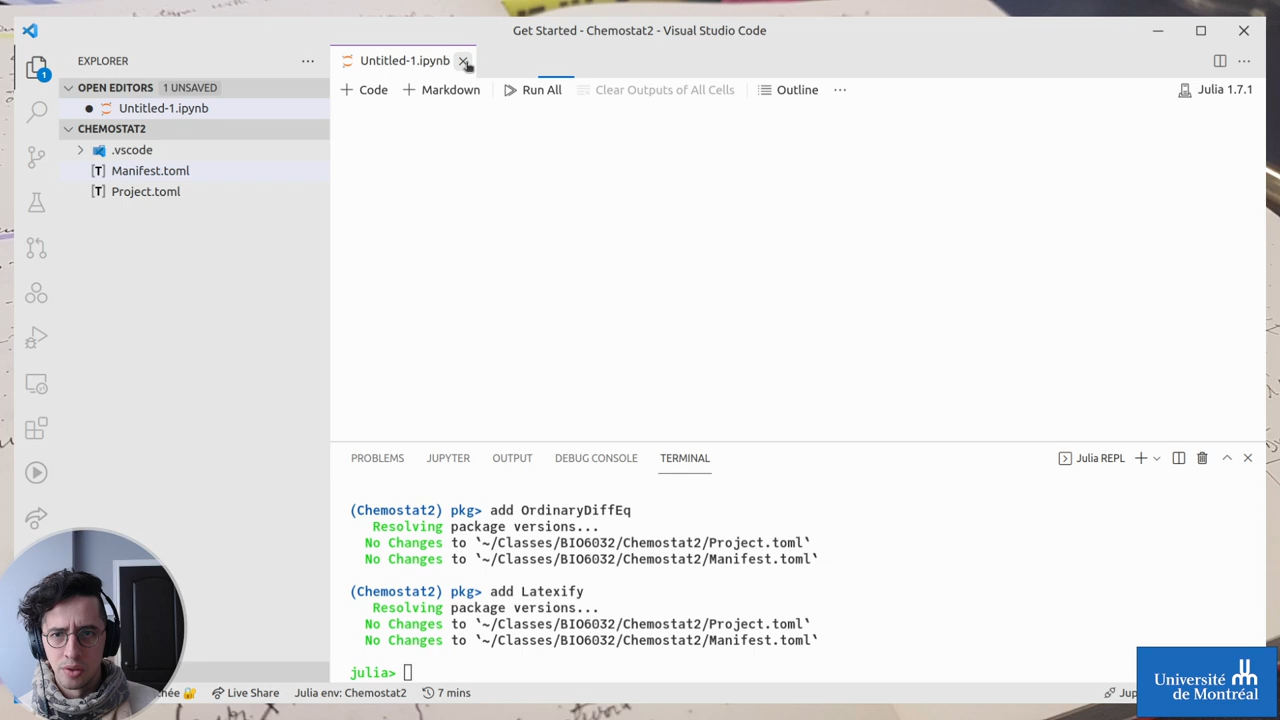 Get Started - Chemostat2 - Visual Studio Code
EXPLORER
Untitled-1.ipynb
OPEN EDITORS 1 UNSAVED
Code Markdown Run All Clear Outputs of All Cells Outline Julia 1.7.1
1
Untitled-1.ipynb
CHEMOSTAT2
.vscode
[T] Manifest.toml
[T] Project.toml
PROBLEMS JUPYTER OUTPUT DEBUG CONSOLE TERMINAL Julia REPL
(Chemostat2) pkg> add OrdinaryDiffEq
Resolving package versions...
No Changes to `~/Classes/BIO6032/Chemostat2/Project.toml`
No Changes to `~/Classes/BIO6032/Chemostat2/Manifest.toml`
(Chemostat2) pkg> add Latexify
Resolving package versions...
No Changes to `~/Classes/BIO6032/Chemostat2/Project.toml`
No Changes to `~/Classes/BIO6032/Chemostat2/Manifest.toml`
julia>
Live Share Julia env: Chemostat2 7 mins
Université
de Montréal